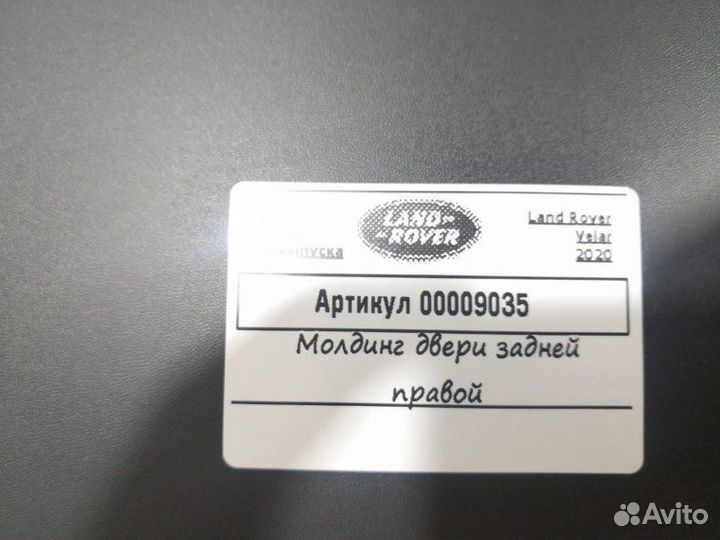 LAND
ROVER
Land Rover
Velar
2020
Артикул 00009035
Молдинг двери задней
правой
Avito